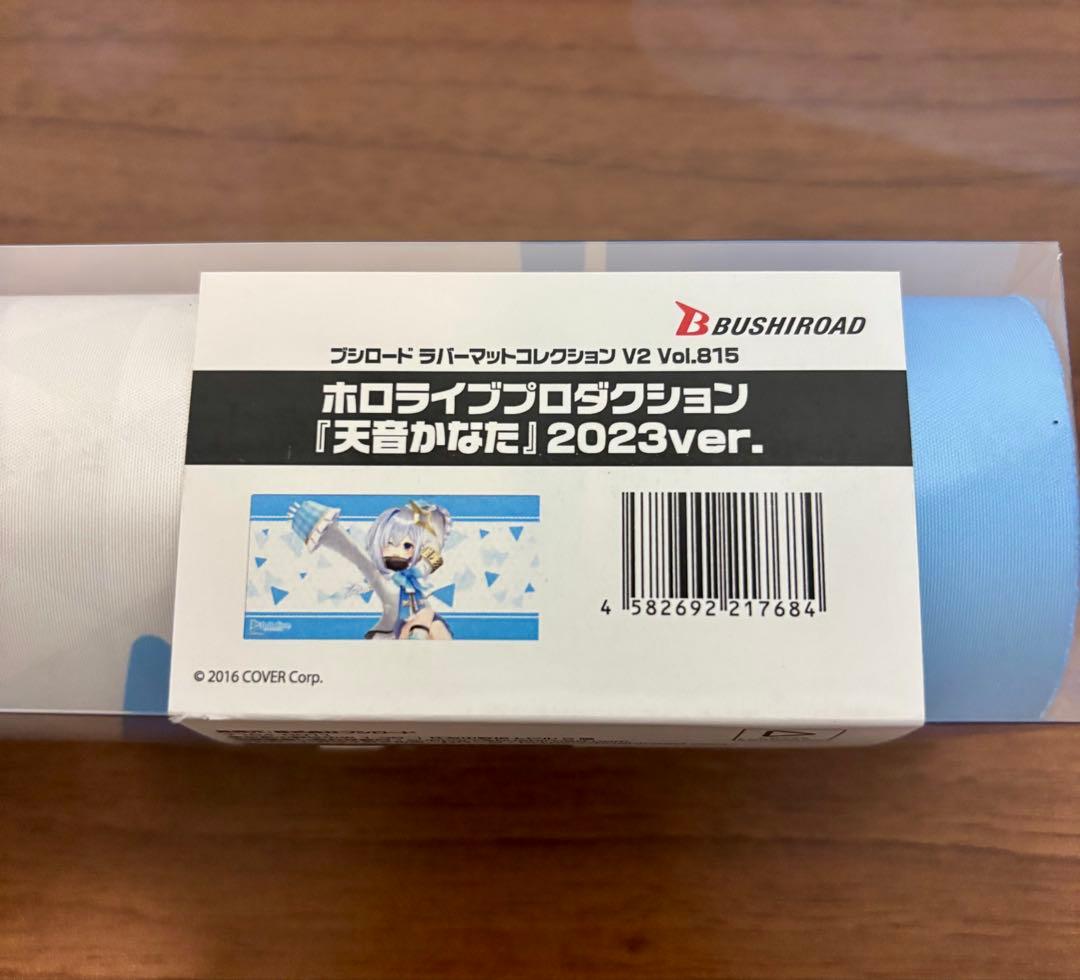 BUSHIROAD
ブシロード ラバーマットコレクション V2 Vol.815
ホロライブプロダクション
『天音かなた』2023ver.
4 582692 217684
© 2016 COVER Corp.